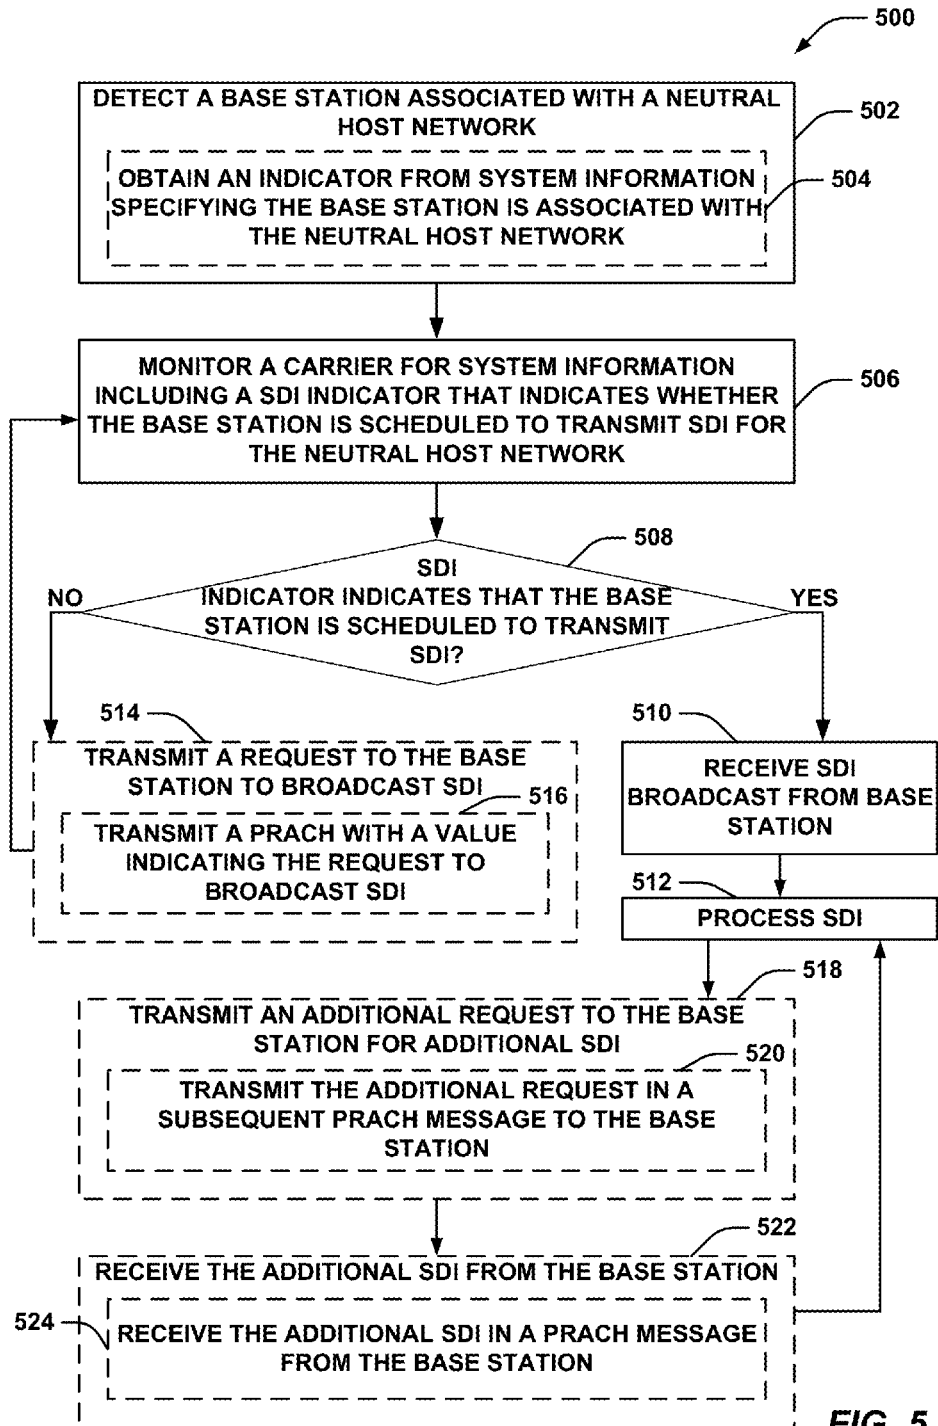 500
DETECT A BASE STATION ASSOCIATED WITH A NEUTRAL
HOST NETWORK
502
OBTAIN AN INDICATOR FROM SYSTEM INFORMATION
SPECIFYING THE BASE STATION IS ASSOCIATED WITH
THE NEUTRAL HOST NETWORK
504
MONITOR A CARRIER FOR SYSTEM INFORMATION
INCLUDING A SDI INDICATOR THAT INDICATES WHETHER
THE BASE STATION IS SCHEDULED TO TRANSMIT SDI FOR
THE NEUTRAL HOST NETWORK
506
508
SDI
INDICATOR INDICATES THAT THE BASE
STATION IS SCHEDULED TO TRANSMIT
SDI?
NO
YES
514
TRANSMIT A REQUEST TO THE BASE
STATION TO BROADCAST SDI
516
TRANSMIT A PRACH WITH A VALUE
INDICATING THE REQUEST TO
BROADCAST SDI
510
RECEIVE SDI
BROADCAST FROM BASE
STATION
512
PROCESS SDI
518
TRANSMIT AN ADDITIONAL REQUEST TO THE BASE
STATION FOR ADDITIONAL SDI
520
TRANSMIT THE ADDITIONAL REQUEST IN A
SUBSEQUENT PRACH MESSAGE TO THE BASE
STATION
522
RECEIVE THE ADDITIONAL SDI FROM THE BASE STATION
524
RECEIVE THE ADDITIONAL SDI IN A PRACH MESSAGE
FROM THE BASE STATION
FIG. 5